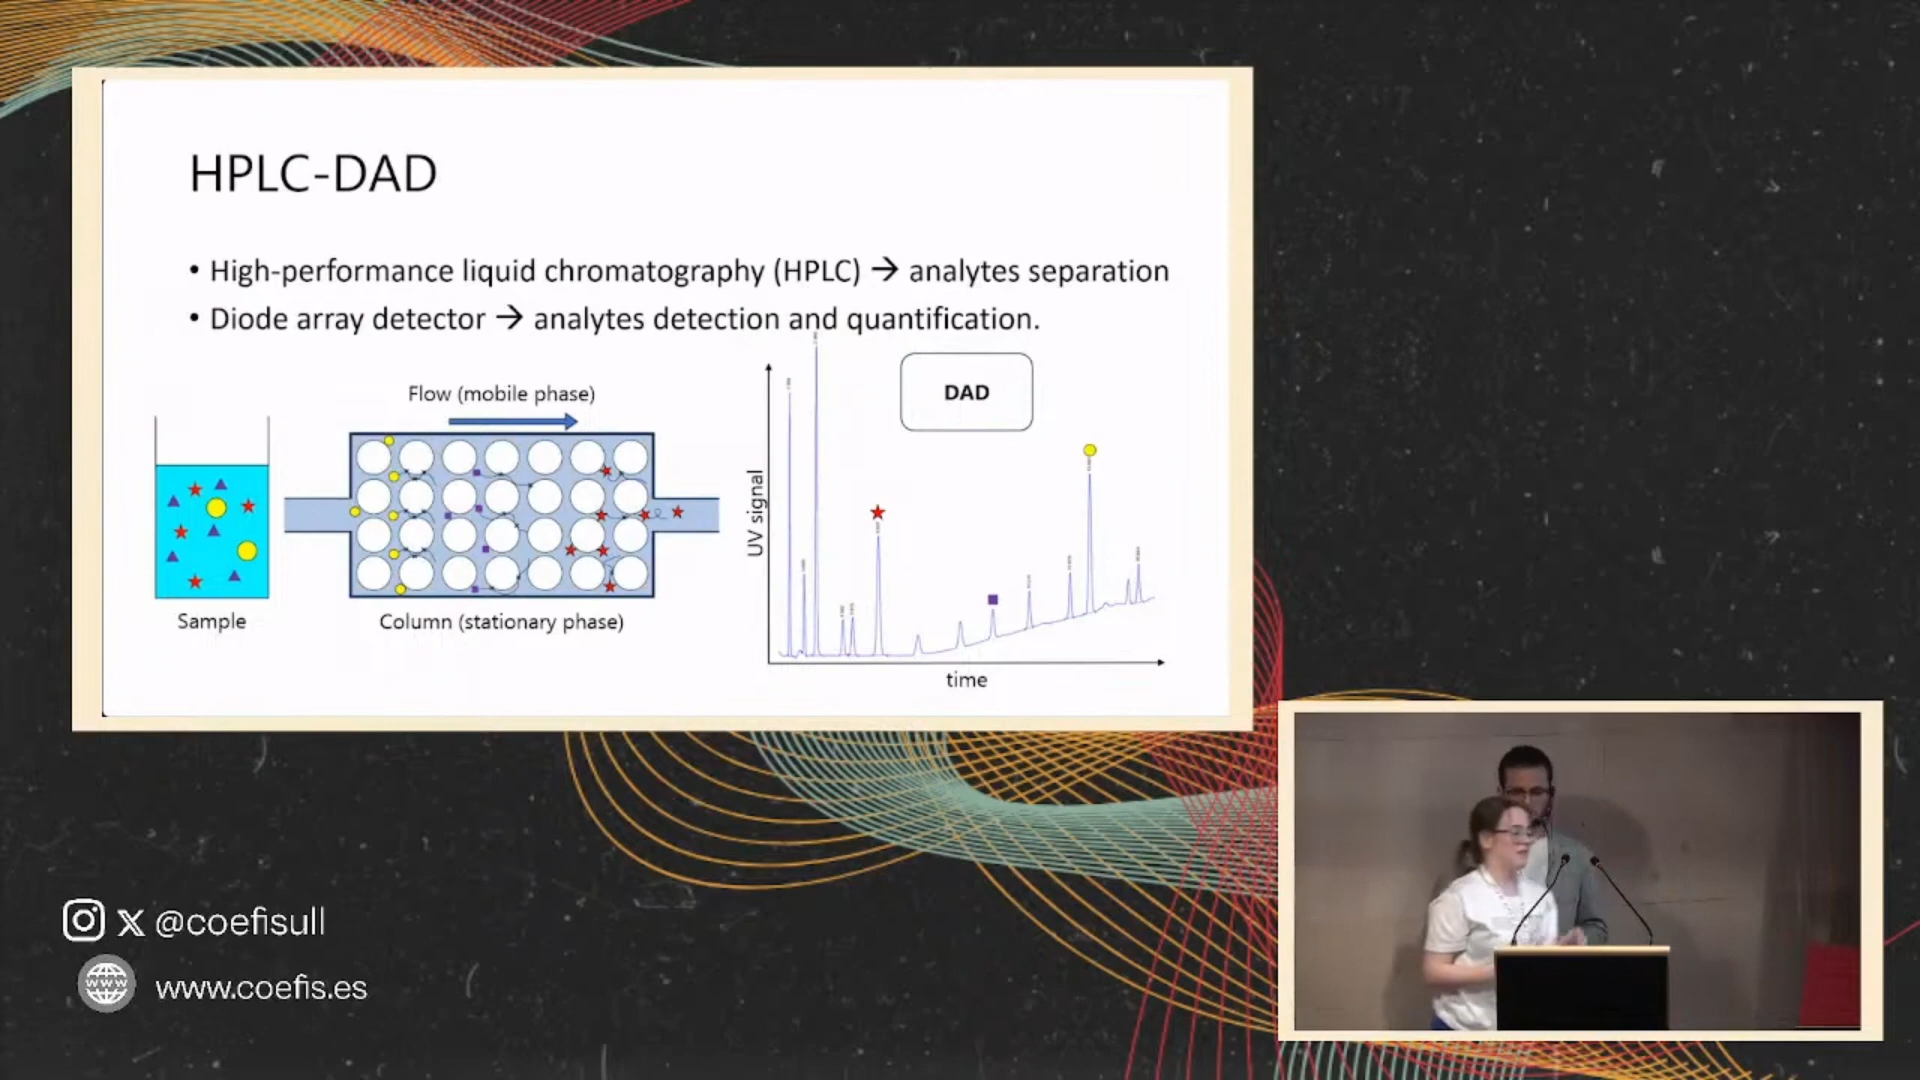 HPLC-DAD
• High-performance liquid chromatography (HPLC) → analytes separation
• Diode array detector → analytes detection and quantification.
Flow (mobile phase)
DAD
UV signal
Sample
Column (stationary phase)
time
@coefisull
www
www.coefis.es